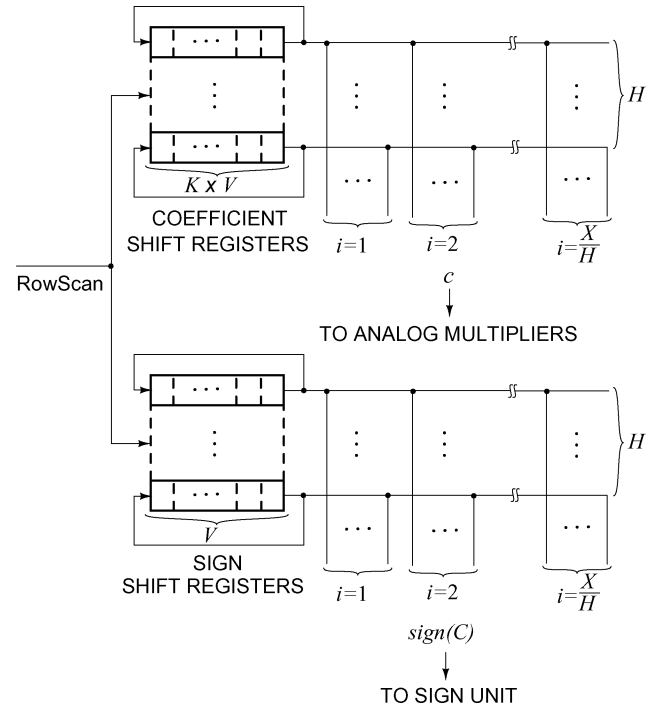 H
K x V
COEFFICIENT
SHIFT REGISTERS
i=1
i=2
i=X/H
RowScan
c
TO ANALOG MULTIPLIERS
H
V
SIGN
SHIFT REGISTERS
i=1
i=2
i=X/H
sign(C)
TO SIGN UNIT